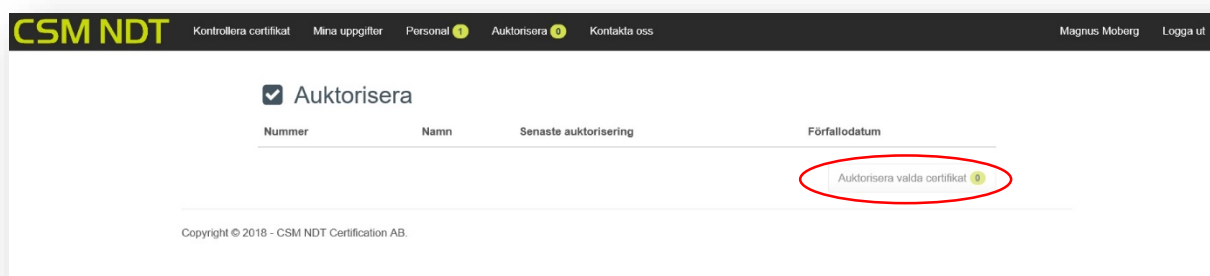 CSM NDT Kontrollera certifikat Mina uppgifter Personal 1 Auktorisera 0 Kontakta oss Magnus Moberg Logga ut
Auktorisera
Nummer Namn Senaste auktorisering Förfallodatum
Auktorisera valda certifikat 0
Copyright © 2018 - CSM NDT Certification AB.